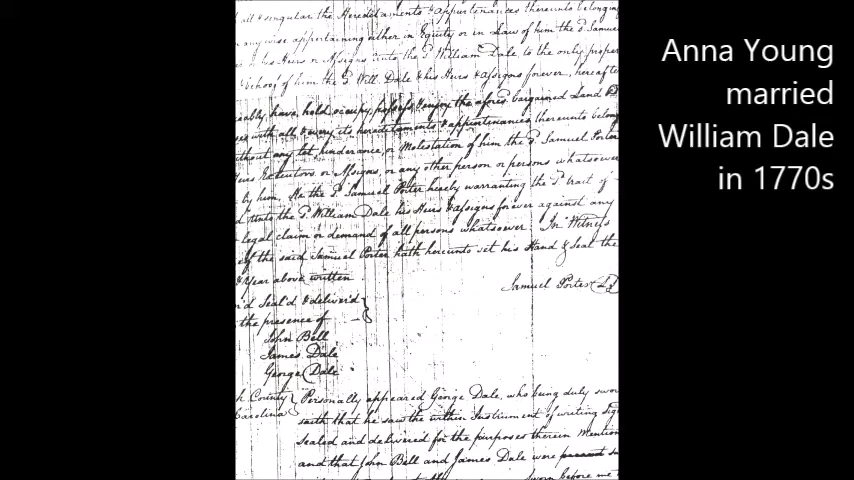 all & singular the Hereditaments & Appurtenances thereunto belonging
any wise appertaining either in Equity or in Law of him the sd. Samuel
his Heirs or Assigns unto the sd. William Dale, to the only proper
behoof of him the sd. Will. Dale & his Heirs & assigns forever, hereafter
have, hold occupy, possess & enjoy the afores. bargained Land
with all & every its hereditaments & appurtenances thereunto
any let hinderance, or Molestation of him the sd. Samuel Porter
Heirs Executors or Assigns, or any other person or persons whatsoever
by him, He the sd. Samuel Porter hereby warranting the sd. tract of
unto the sd. William Dale his Heirs & assigns forever against any
legal claim or demand of all persons whatsoever. In Witness
of the said Samuel Porter hath hereunto set his Hand & Seal the
& Year above written
Samuel Porter
Seal'd & deliver'd
the presence of
John Bell
James Dale
George Dale
County Personally appeared George Dale, who being duly
Carolina saith that he saw the within Instrument of writing
Sealed and delivered for the purposes therein
and that John Bell and James Dale were
before me
Anna Young
married
William Dale
in 1770s